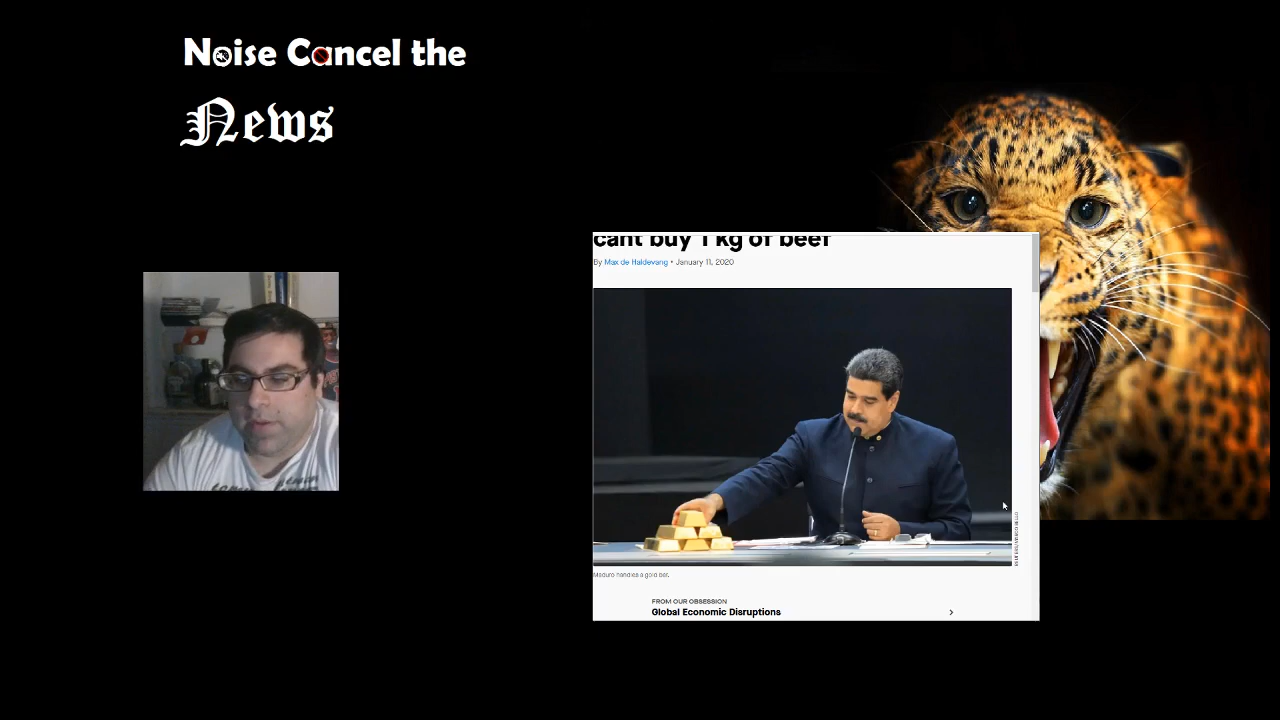 Noise Cancel the
News
cant buy 1 kg of beef
By Max de Haldevang • January 11, 2020
Maduro handles a gold bar.
FROM OUR OBSESSION
Global Economic Disruptions